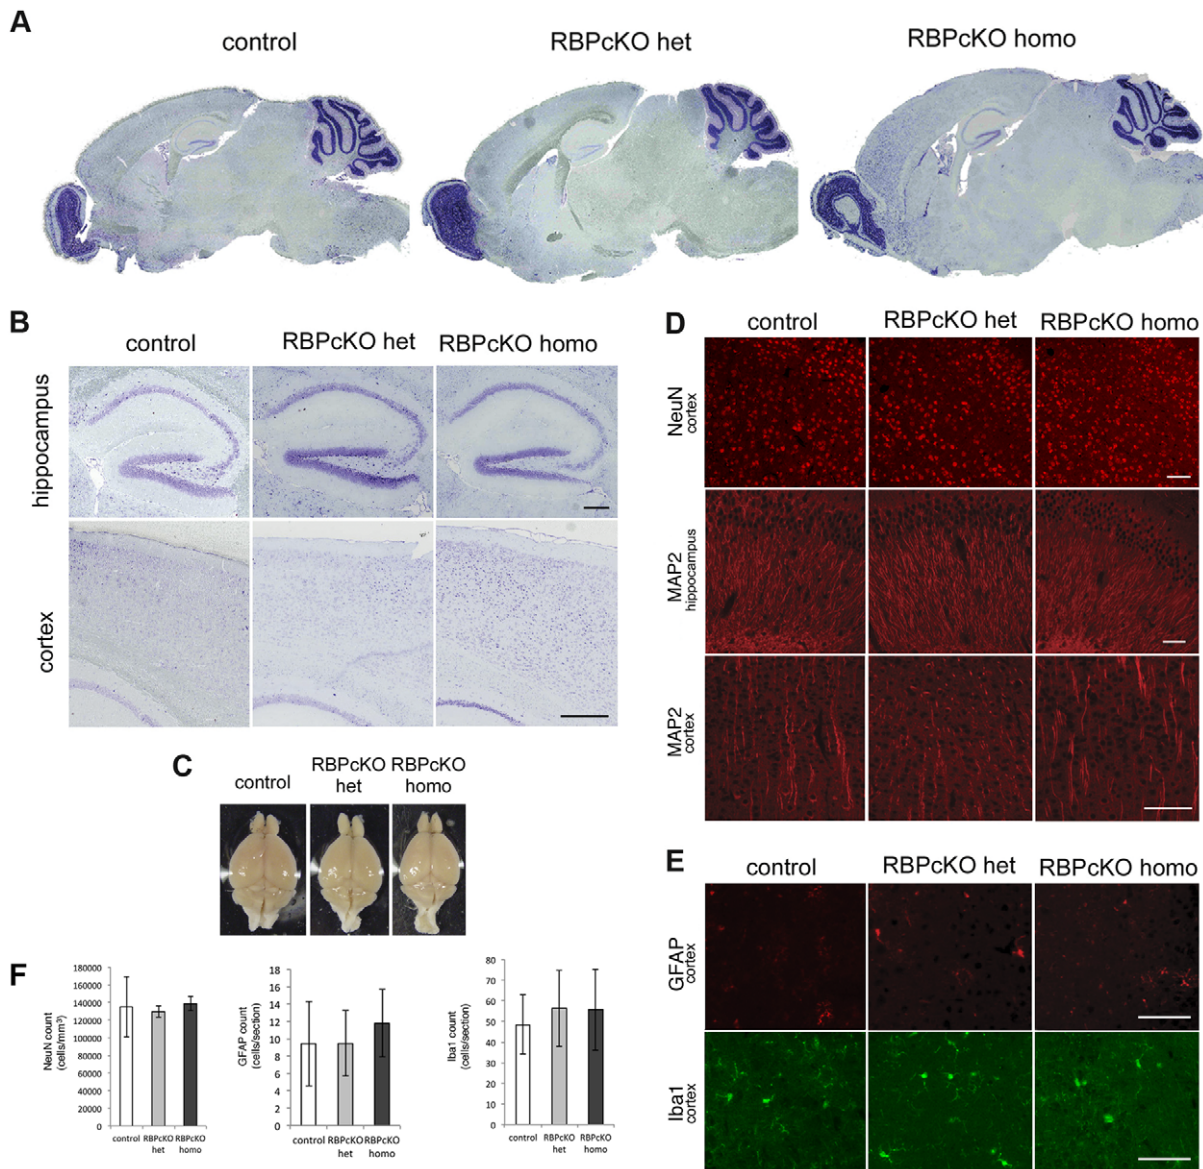 A
control
RBPcKO het
RBPcKO homo
B
control
RBPcKO het
RBPcKO homo
hippocampus
cortex
C
control
RBPcKO
het
RBPcKO
homo
D
control
RBPcKO het
RBPcKO homo
NeuN
cortex
MAP2
hippocampus
MAP2
cortex
E
control
RBPcKO het
RBPcKO homo
GFAP
cortex
Iba1
cortex
F
NeuN count
(cells/mm³)
180000
160000
140000
120000
100000
80000
60000
40000
20000
0
control
RBPcKO
het
RBPcKO
homo
GFAP count
(cells/section)
18
16
14
12
10
8
6
4
2
0
control
RBPcKO
het
RBPcKO
homo
Iba1 count
(cells/section)
80
70
60
50
40
30
20
10
0
control
RBPcKO
het
RBPcKO
homo